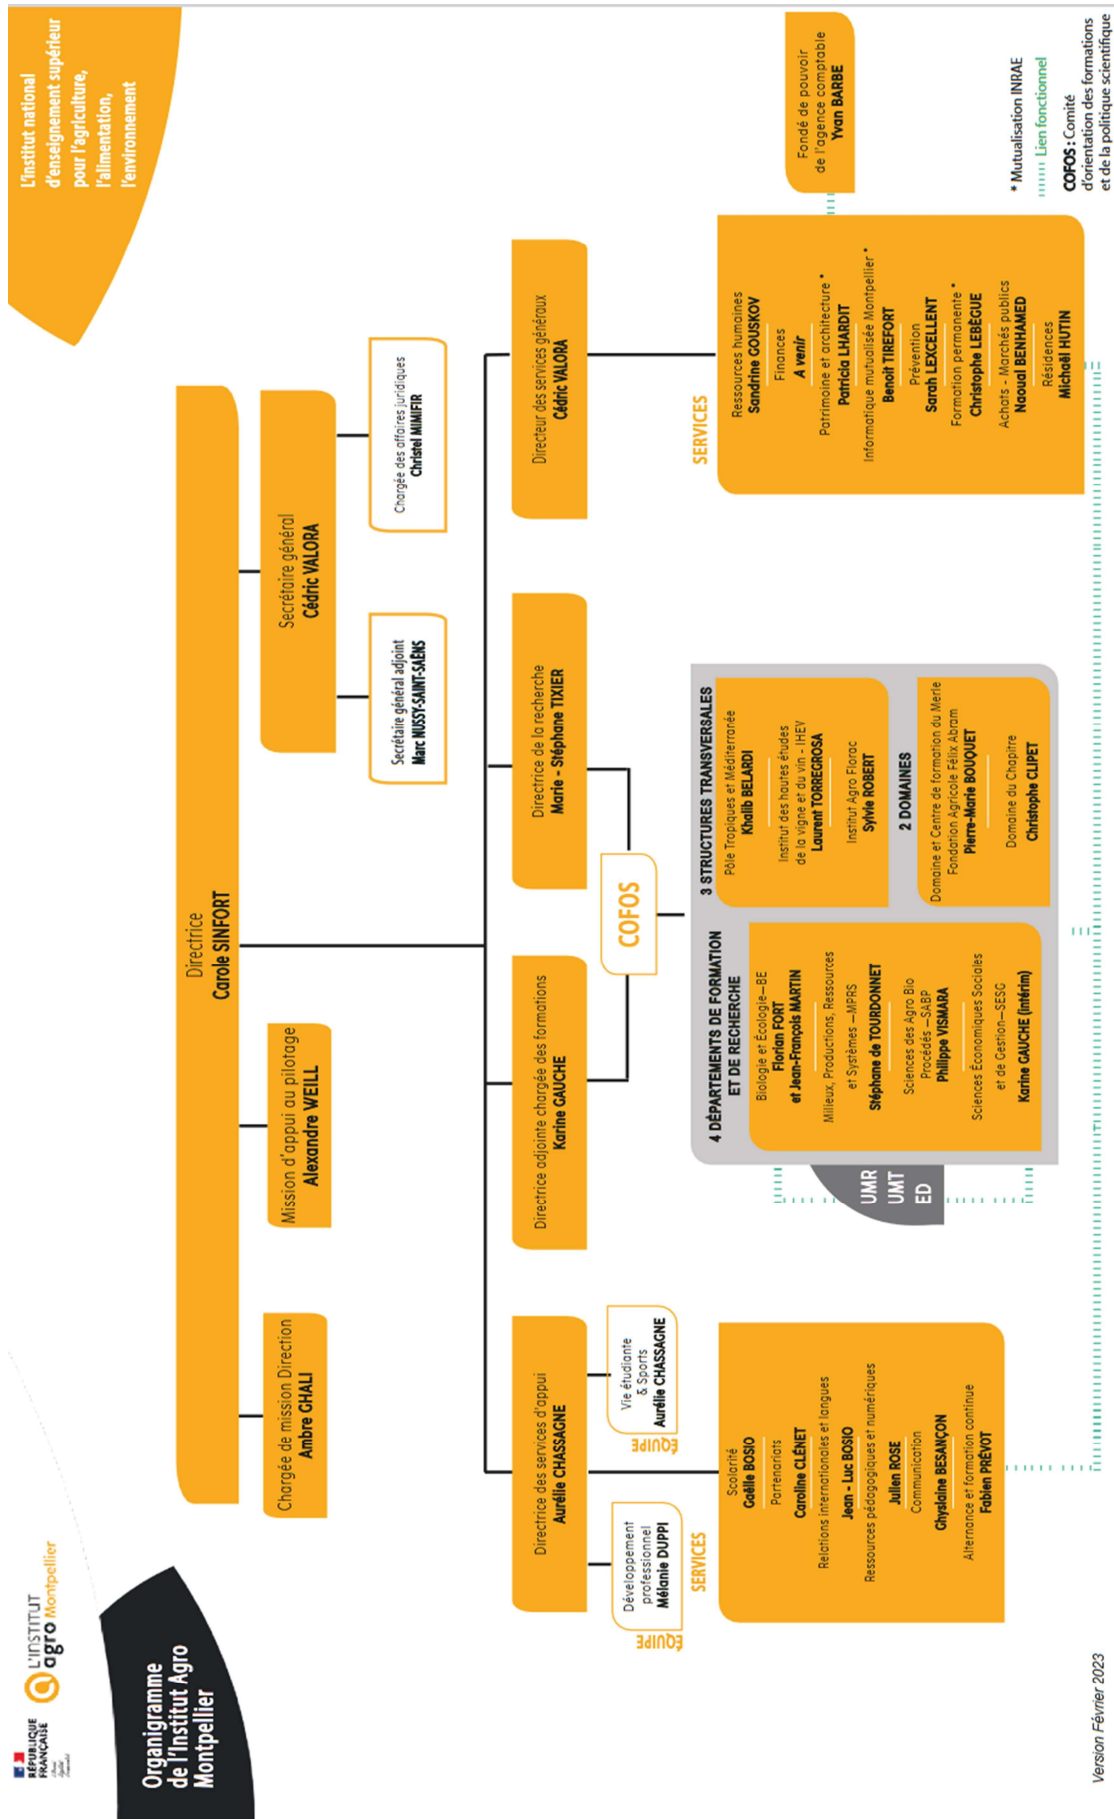 RÉPUBLIQUE
FRANÇAISE
L'INSTITUT
agro Montpellier
Organigramme
de l'Institut Agro
Montpellier
L'institut national
d'enseignement supérieur
pour l'agriculture,
l'alimentation,
l'environnement
Directrice
Carole SINFORT
Chargée de mission Direction
Ambre GHALI
Mission d'appui au pilotage
Alexandre WEILL
Secrétaire général
Cédric VALORA
Secrétaire général adjoint
Marc NUSSY-SAINT-SAËNS
Chargée des affaires juridiques
Christel MIMIFIR
Directrice des services d'appui
Aurélie CHASSAGNE
Directrice adjointe chargée des formations
Karine GAUCHE
Directrice de la recherche
Marie - Stéphane TIXIER
Directeur des services généraux
Cédric VALORA
ÉQUIPE
Développement
professionnel
Mélanie DUPPI
ÉQUIPE
Vie étudiante
& Sports
Aurélie CHASSAGNE
COFOS
SERVICES
Scolarité
Gaëlle BOSIO
Partenariats
Caroline CLÉNET
Relations internationales et langues
Jean - Luc BOSIO
Ressources pédagogiques et numériques
Julien ROSE
Communication
Ghyslaine BESANÇON
Alternance et formation continue
Fabien PRÉVOT
UMR
UMT
ED
4 DÉPARTEMENTS DE FORMATION
ET DE RECHERCHE
Biologie et Écologie—BE
Florian FORT
et Jean-François MARTIN
Milieux, Productions, Ressources
et Systèmes —MPRS
Stéphane de TOURDONNET
Sciences des Agro Bio
Procédés —SABP
Philippe VISMARA
Sciences Économiques Sociales
et de Gestion—SESG
Karine GAUCHE (intérim)
3 STRUCTURES TRANSVERSALES
Pôle Tropiques et Méditerranée
Khalib BELARDI
Institut des hautes études
de la vigne et du vin - IHEV
Laurent TORREGROSA
Institut Agro Florac
Sylvie ROBERT
2 DOMAINES
Domaine et Centre de formation du Merle
Fondation Agricole Félix Abram
Pierre-Marie BOUQUET
Domaine du Chapitre
Christophe CLIPET
SERVICES
Ressources humaines
Sandrine GOUSKOV
Finances
A venir
Patrimoine et architecture *
Patricia LHARDIT
Informatique mutualisée Montpellier *
Benoit TIREFORT
Prévention
Sarah LEXCELLENT
Formation permanente *
Christophe LEBÈGUE
Achats - Marchés publics
Naoual BENHAMED
Résidences
Michaël HUTIN
Fondé de pouvoir
de l'agence comptable
Yvan BARBE
* Mutualisation INRAE
Lien fonctionnel
COFOS : Comité
d'orientation des formations
et de la politique scientifique
Version Février 2023